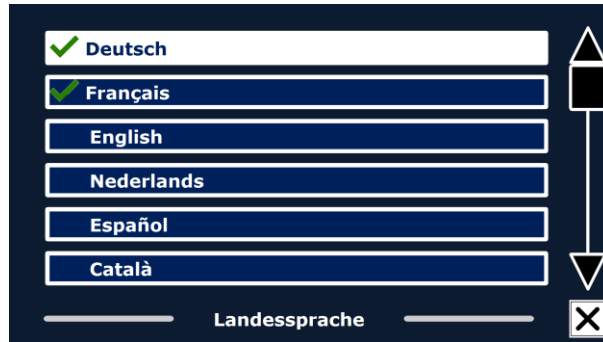 Deutsch
Français
English
Nederlands
Español
Català
Landessprache